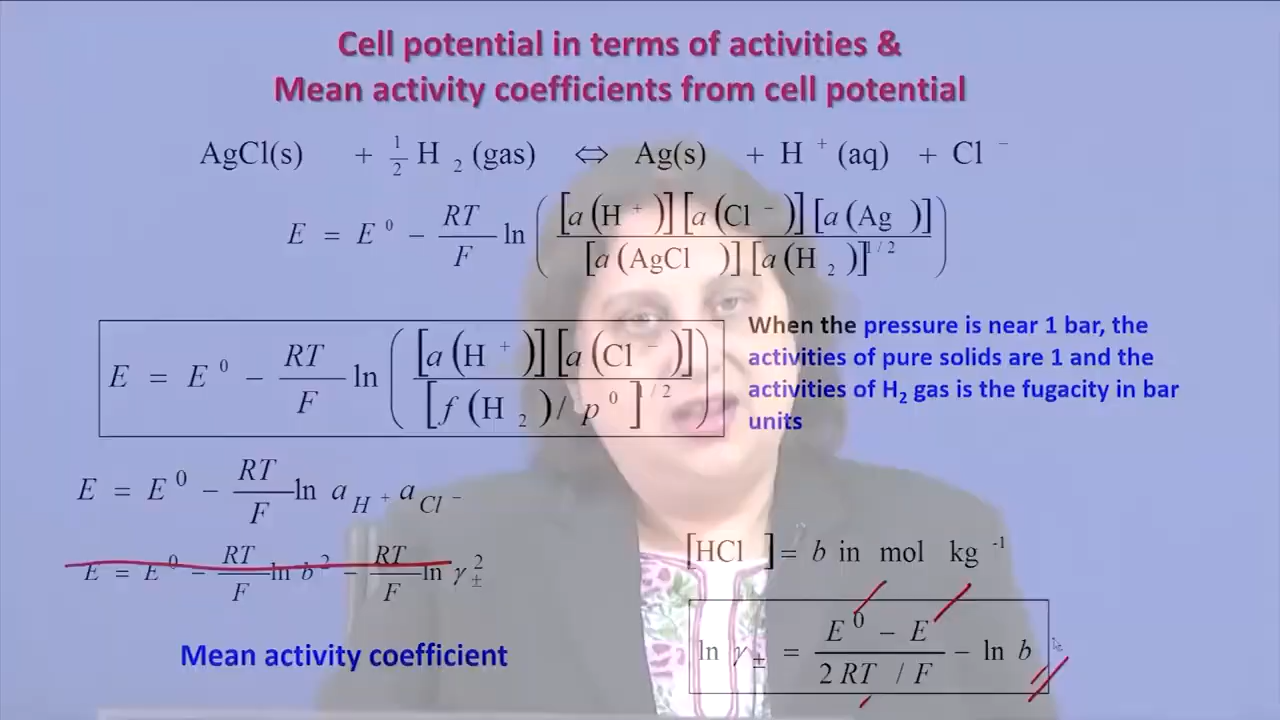 Cell potential in terms of activities &
Mean activity coefficients from cell potential
AgCl(s) + 1/2 H₂ (gas) ⇔ Ag(s) + H⁺ (aq) + Cl⁻
E = E⁰ − RT/F ln ( [a(H⁺)][a(Cl⁻)][a(Ag)] / [a(AgCl)][a(H₂)]^1/2 )
E = E⁰ − RT/F ln ( [a(H⁺)][a(Cl⁻)] / [f(H₂)/p⁰]^1/2 )
When the pressure is near 1 bar, the
activities of pure solids are 1 and the
activities of H₂ gas is the fugacity in bar
units
E = E⁰ − RT/F ln a_H⁺ a_Cl⁻
E = E⁰ − RT/F ln b² − RT/F ln γ±²
Mean activity coefficient
[HCl] = b in mol kg⁻¹
ln γ± = (E⁰ − E) / (2RT/F) − ln b